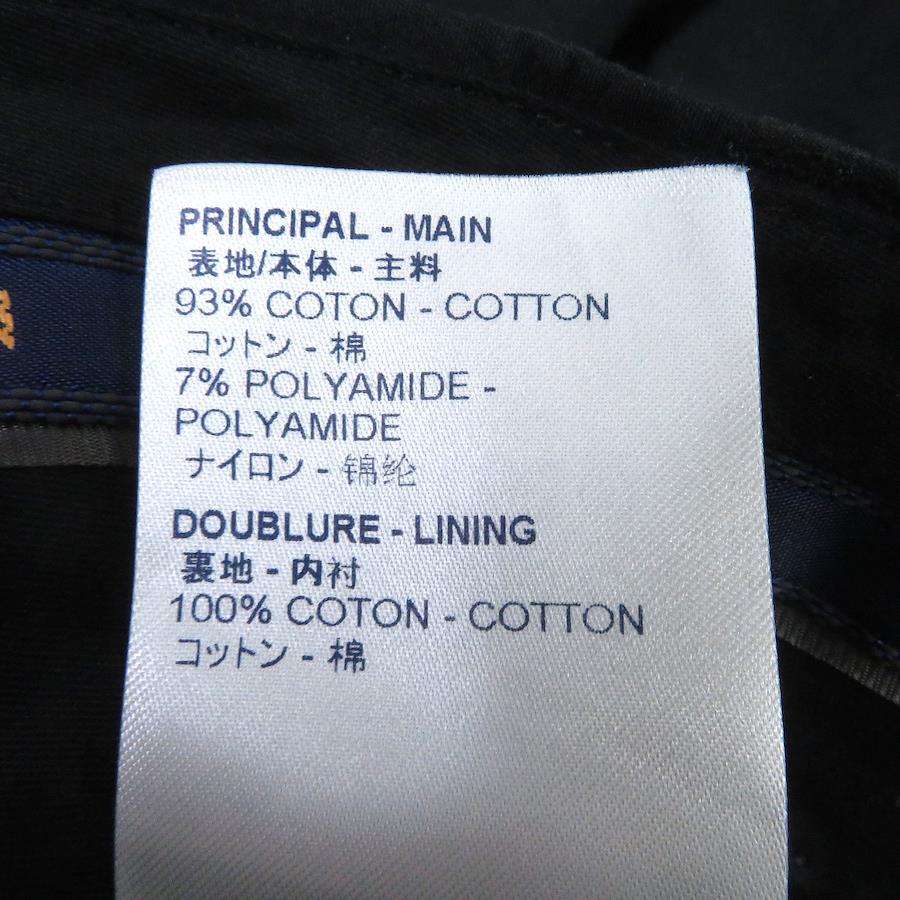 PRINCIPAL - MAIN
表地/本体 - 主料
93% COTON - COTTON
コットン - 棉
7% POLYAMIDE -
POLYAMIDE
ナイロン - 锦纶
DOUBLURE - LINING
裏地 - 内衬
100% COTON - COTTON
コットン - 棉